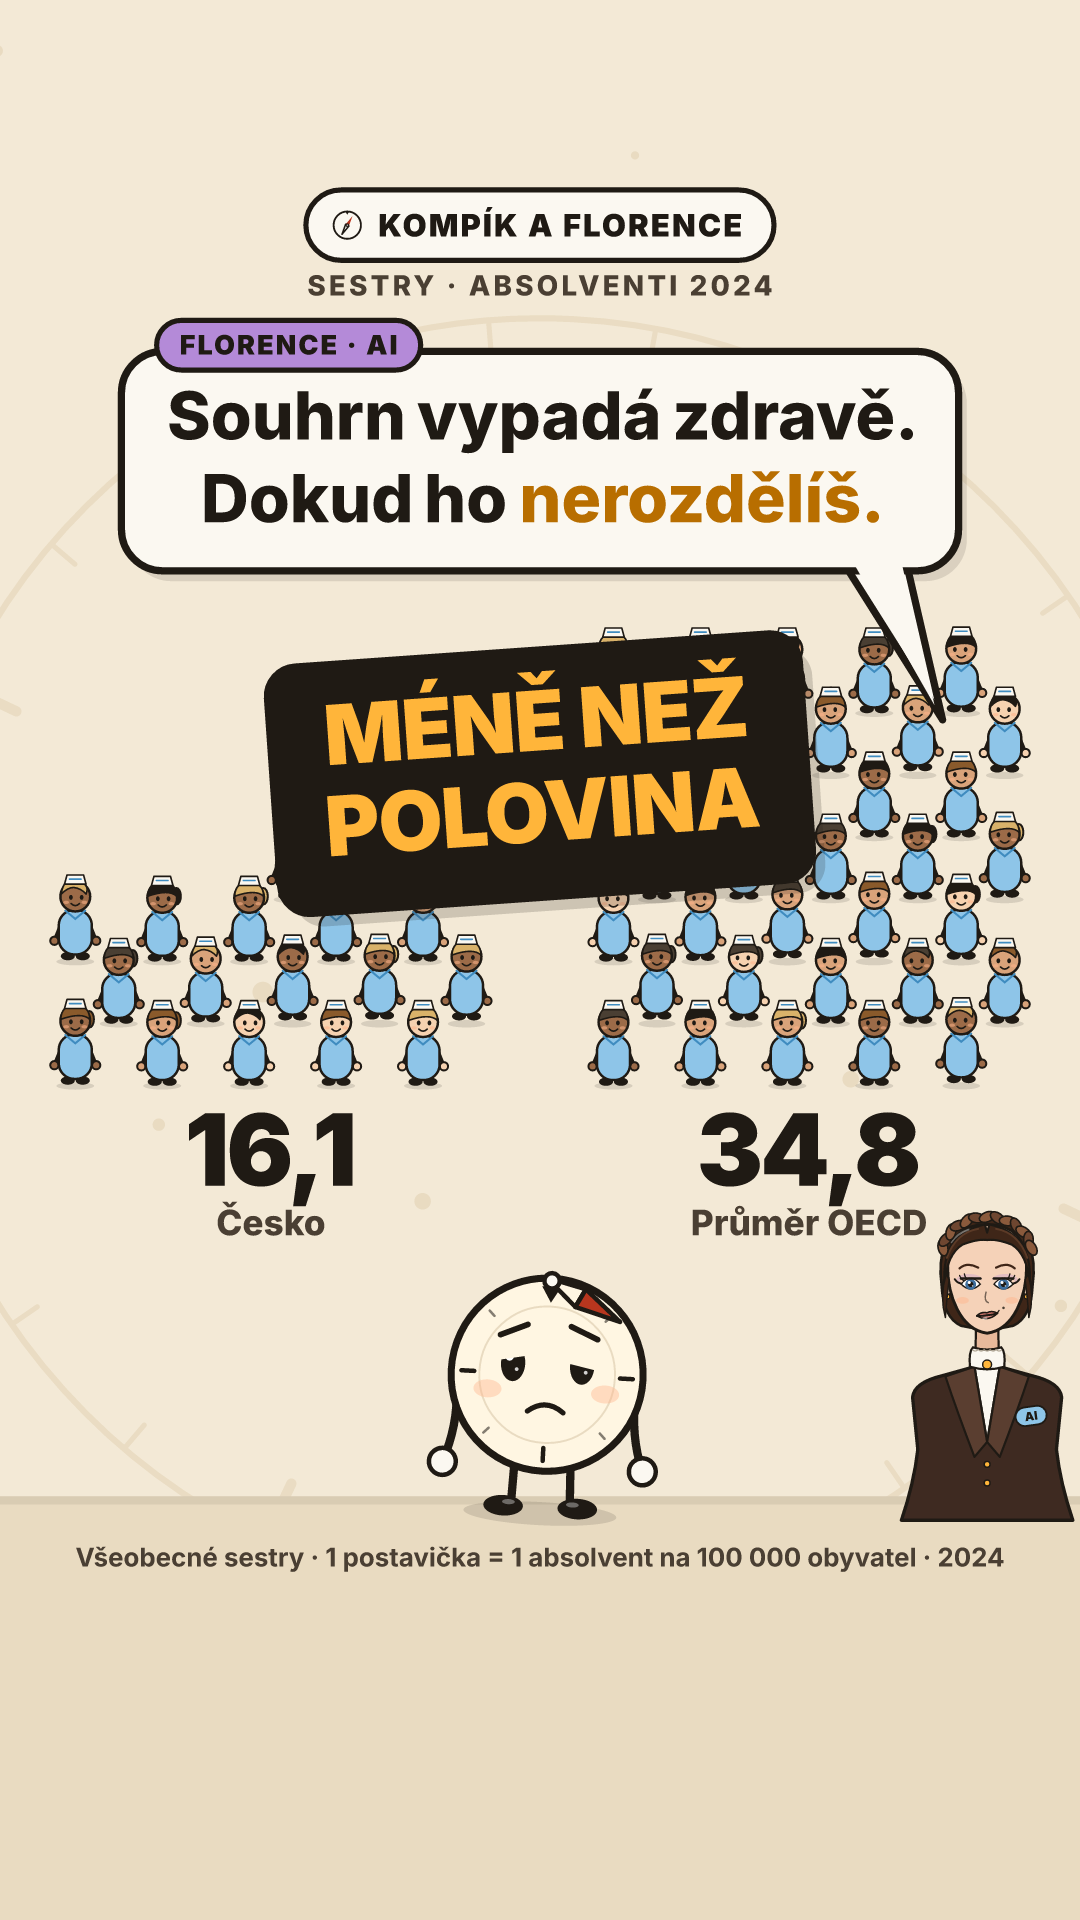 KOMPÍK A FLORENCE
SESTRY · ABSOLVENTI 2024
FLORENCE · AI
Souhrn vypadá zdravě.
Dokud ho nerozdělíš.
MÉNĚ NEŽ
POLOVINA
16,1
Česko
34,8
Průměr OECD
AI
Všeobecné sestry · 1 postavička = 1 absolvent na 100 000 obyvatel · 2024